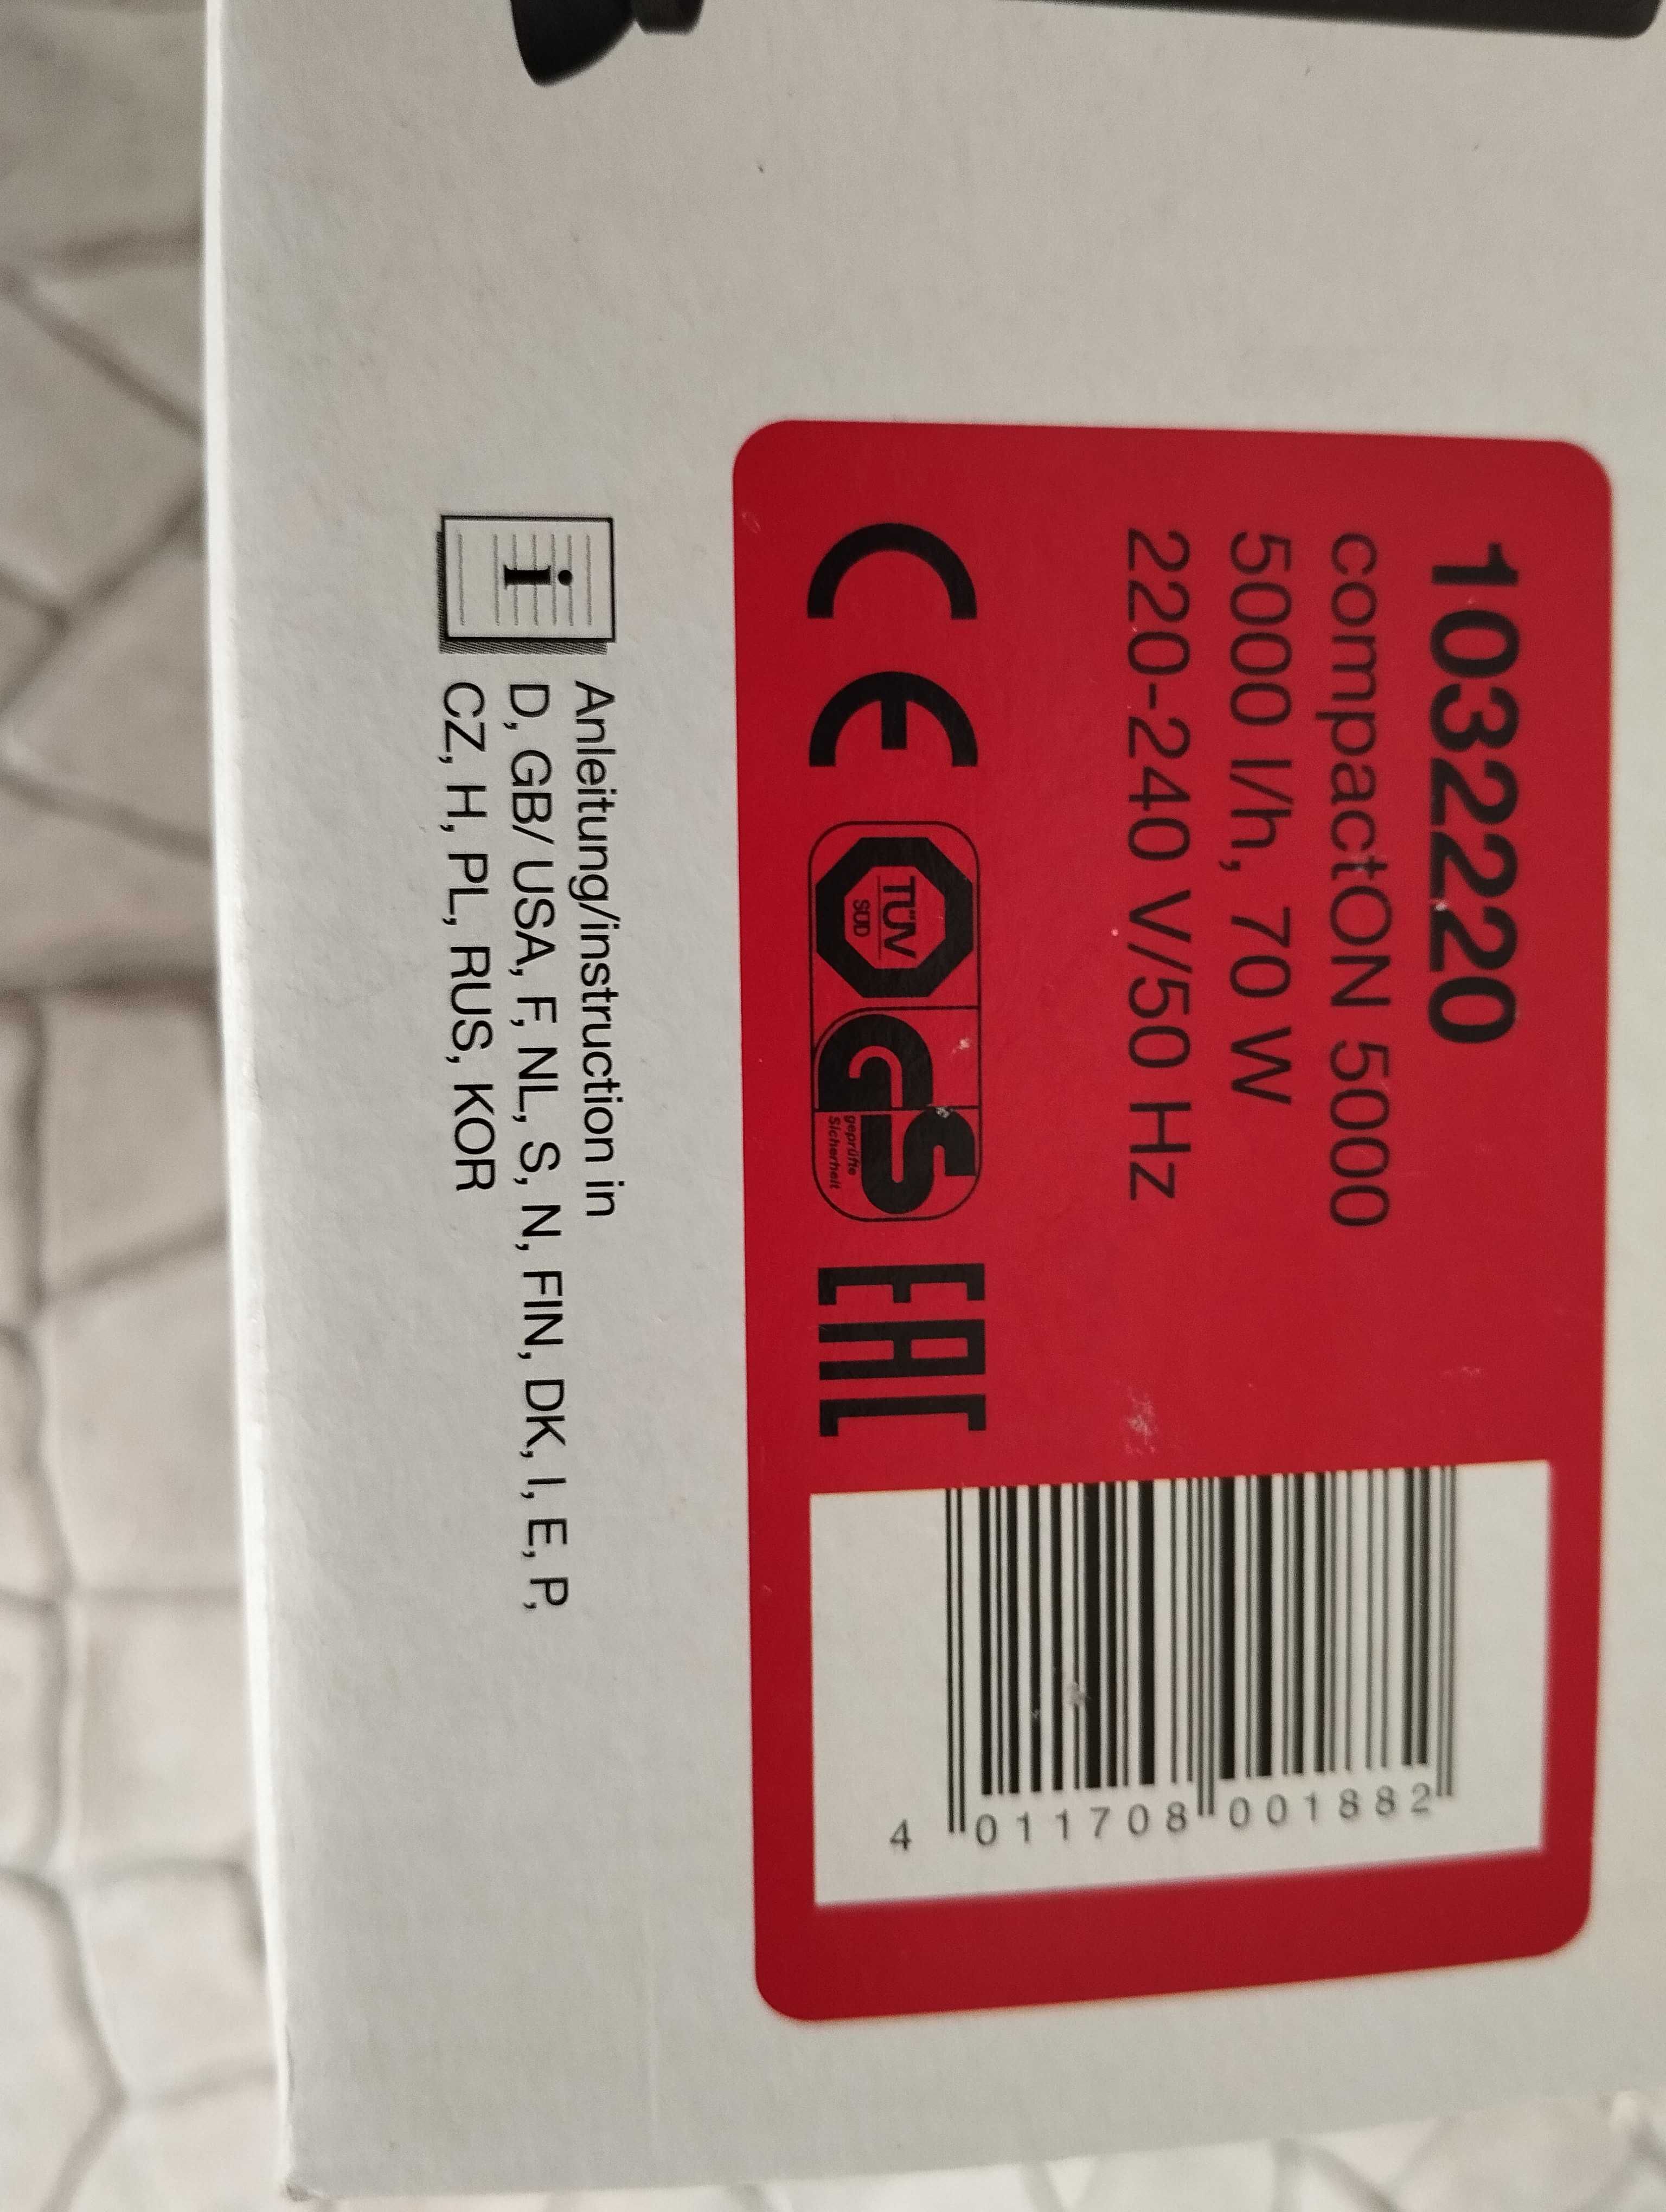 1032220
compactON 5000
5000 l/h, 70 W
220-240 V/50 Hz
CE
TÜV
SÜD
GS
geprüfte
Sicherheit
EAC
4 011708 001882
i
Anleitung/instruction in
D, GB/ USA, F, NL, S, N, FIN, DK, I, E, P,
CZ, H, PL, RUS, KOR